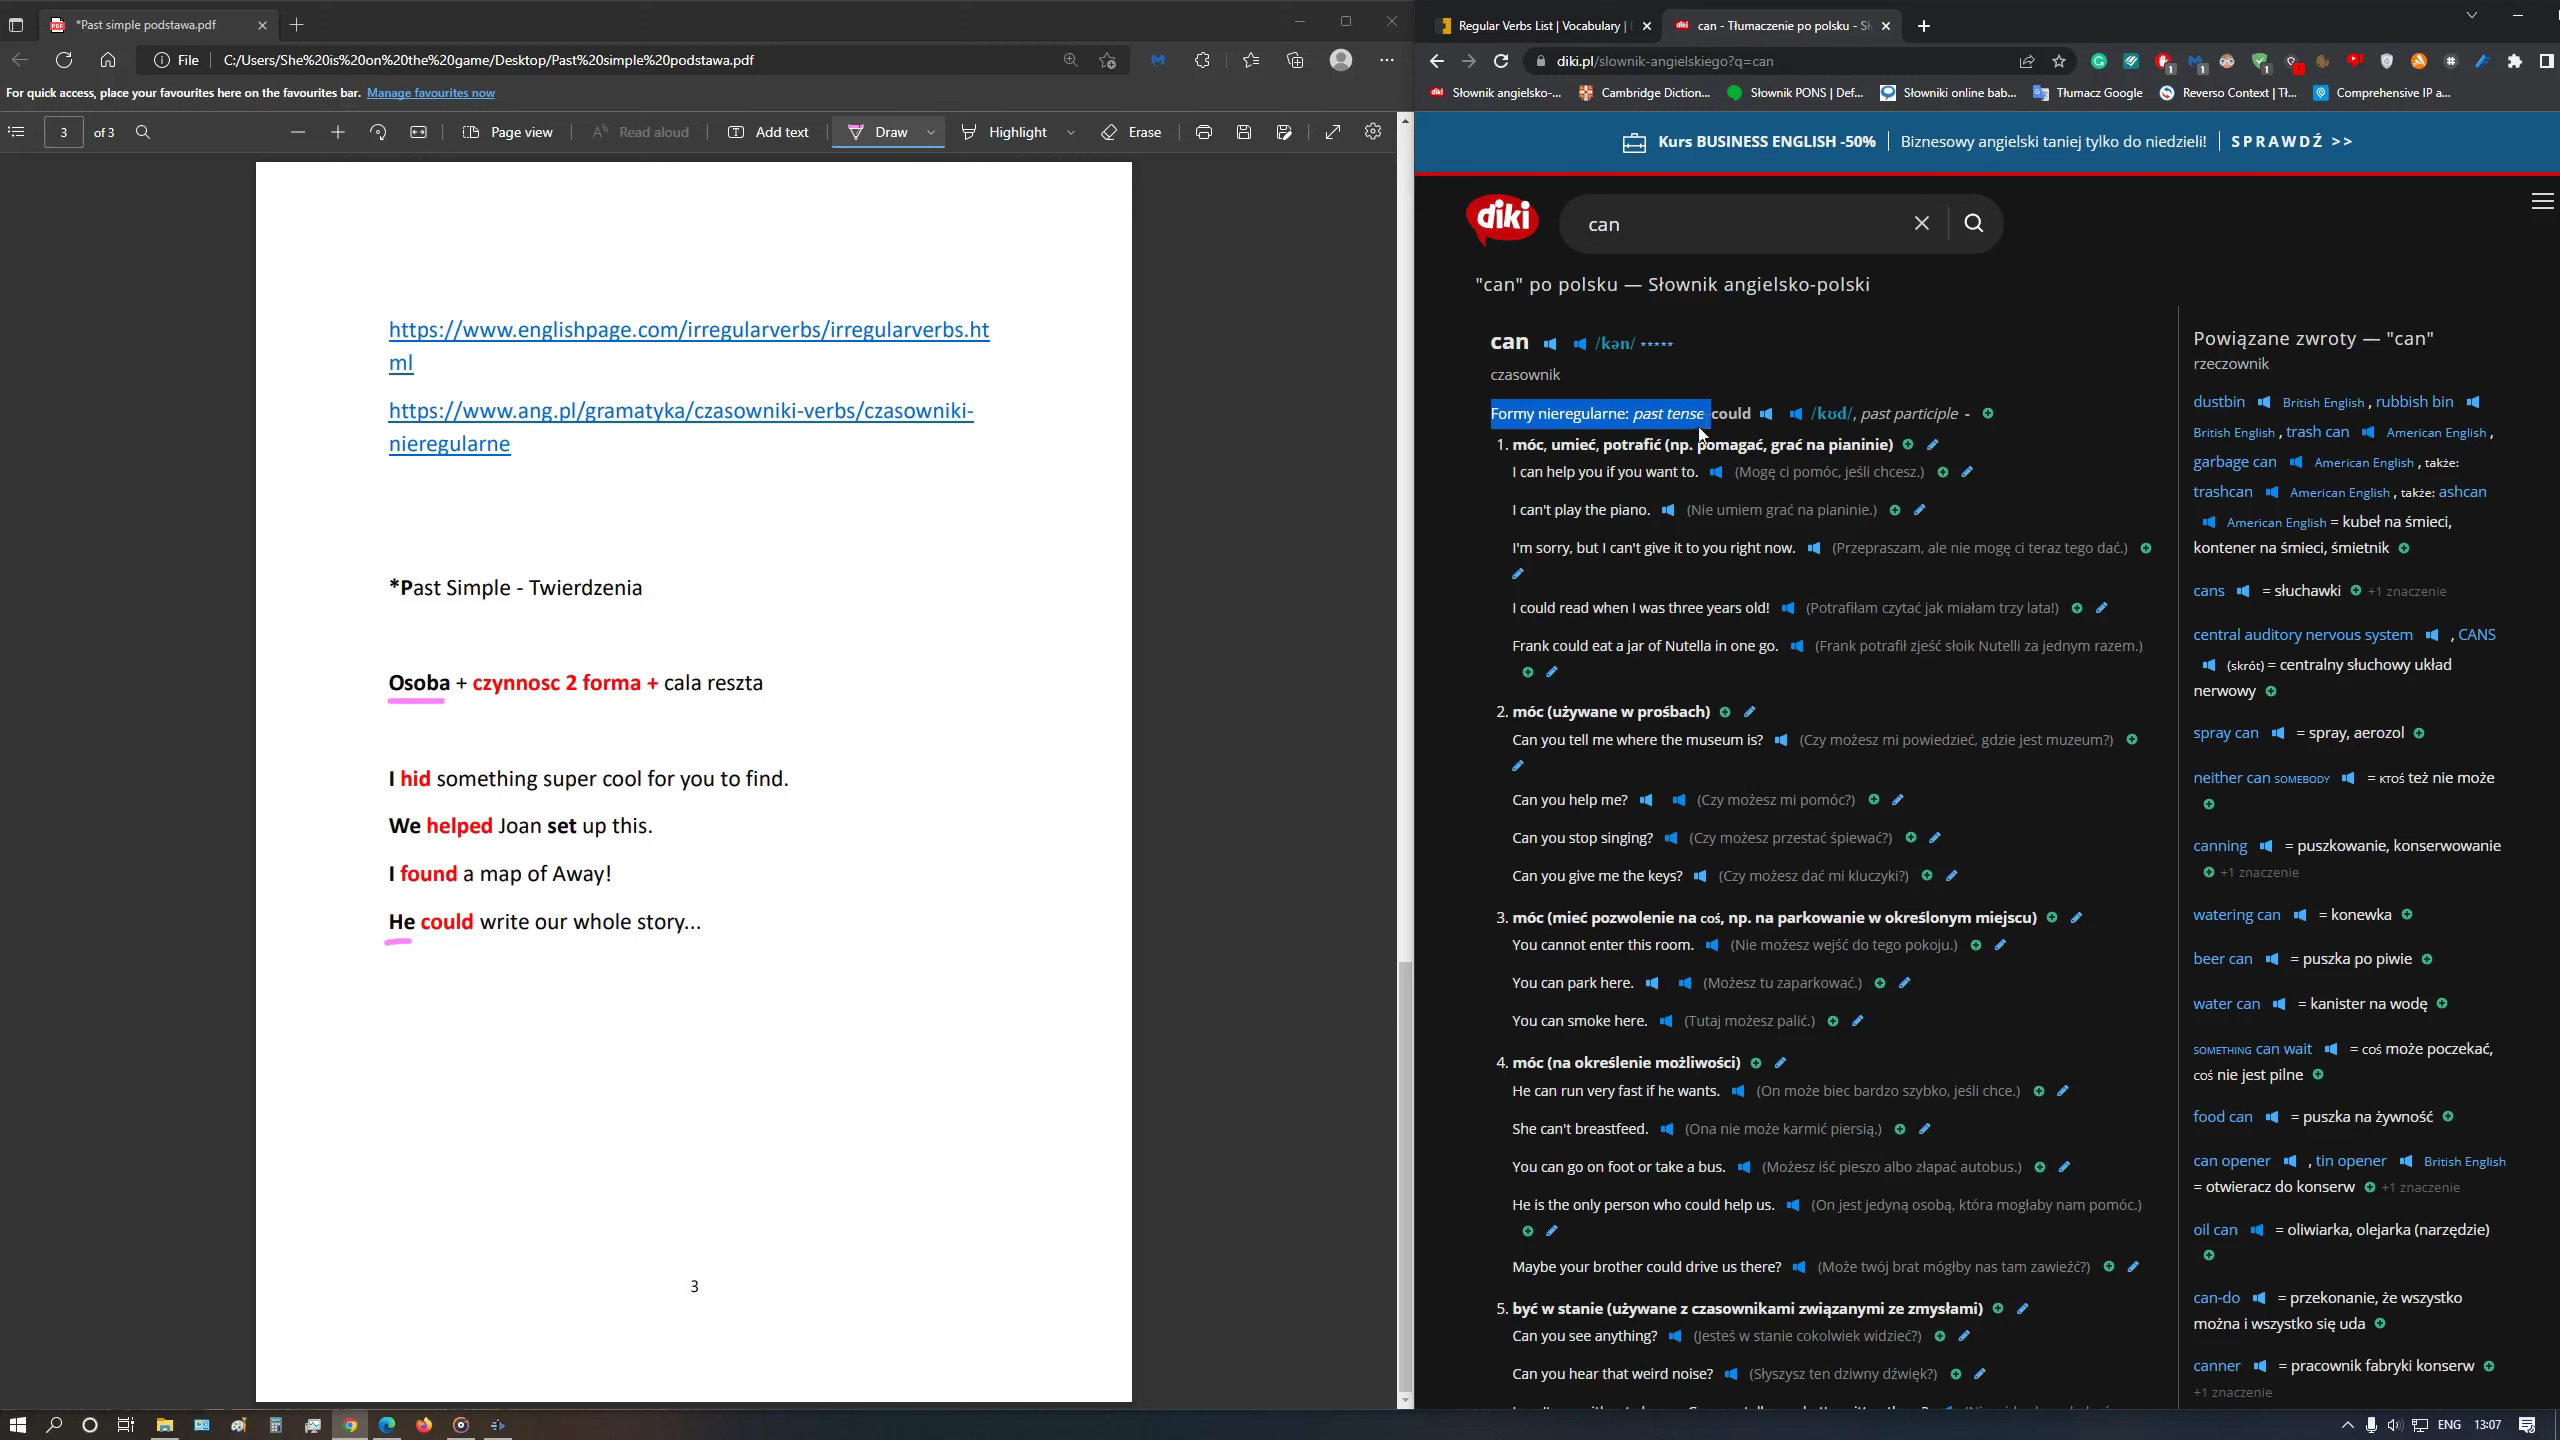 *Past simple podstawa.pdf
File C:/Users/She%20is%20on%20the%20game/Desktop/Past%20simple%20podstawa.pdf
For quick access, place your favourites here on the favourites bar. Manage favourites now
3 of 3 Page view Read aloud Add text Draw Highlight Erase
https://www.englishpage.com/irregularverbs/irregularverbs.ht
ml
https://www.ang.pl/gramatyka/czasowniki-verbs/czasowniki-
nieregularne
*Past Simple - Twierdzenia
Osoba + czynnosc 2 forma + cala reszta
I hid something super cool for you to find.
We helped Joan set up this.
I found a map of Away!
He could write our whole story...
3
Regular Verbs List | Vocabulary |
can - Tłumaczenie po polsku - Sł
diki.pl/slownik-angielskiego?q=can
Słownik angielsko-... Cambridge Diction... Słownik PONS | Def... Słowniki online bab... Tłumacz Google Reverso Context | Tł... Comprehensive IP a...
Kurs BUSINESS ENGLISH -50% Biznesowy angielski taniej tylko do niedzieli! SPRAWDŹ >>
diki can
"can" po polsku — Słownik angielsko-polski
can /kən/ *****
czasownik
Formy nieregularne: past tense could /kʊd/, past participle -
1. móc, umieć, potrafić (np. pomagać, grać na pianinie)
I can help you if you want to. (Mogę ci pomóc, jeśli chcesz.)
I can't play the piano. (Nie umiem grać na pianinie.)
I'm sorry, but I can't give it to you right now. (Przepraszam, ale nie mogę ci teraz tego dać.)
I could read when I was three years old! (Potrafiłam czytać jak miałam trzy lata!)
Frank could eat a jar of Nutella in one go. (Frank potrafił zjeść słoik Nutelli za jednym razem.)
2. móc (używane w prośbach)
Can you tell me where the museum is? (Czy możesz mi powiedzieć, gdzie jest muzeum?)
Can you help me? (Czy możesz mi pomóc?)
Can you stop singing? (Czy możesz przestać śpiewać?)
Can you give me the keys? (Czy możesz dać mi kluczyki?)
3. móc (mieć pozwolenie na coś, np. na parkowanie w określonym miejscu)
You cannot enter this room. (Nie możesz wejść do tego pokoju.)
You can park here. (Możesz tu zaparkować.)
You can smoke here. (Tutaj możesz palić.)
4. móc (na określenie możliwości)
He can run very fast if he wants. (On może biec bardzo szybko, jeśli chce.)
She can't breastfeed. (Ona nie może karmić piersią.)
You can go on foot or take a bus. (Możesz iść pieszo albo złapać autobus.)
He is the only person who could help us. (On jest jedyną osobą, która mogłaby nam pomóc.)
Maybe your brother could drive us there? (Może twój brat mógłby nas tam zawieźć?)
5. być w stanie (używane z czasownikami związanymi ze zmysłami)
Can you see anything? (Jesteś w stanie cokolwiek widzieć?)
Can you hear that weird noise? (Słyszysz ten dziwny dźwięk?)
Powiązane zwroty — "can"
rzeczownik
dustbin British English , rubbish bin
British English , trash can American English ,
garbage can American English , także:
trashcan American English , także: ashcan
American English = kubeł na śmieci,
kontener na śmieci, śmietnik
cans = słuchawki +1 znaczenie
central auditory nervous system , CANS
(skrót) = centralny słuchowy układ
nerwowy
spray can = spray, aerozol
neither can SOMEBODY = KTOŚ też nie może
canning = puszkowanie, konserwowanie
+1 znaczenie
watering can = konewka
beer can = puszka po piwie
water can = kanister na wodę
SOMETHING can wait = coś może poczekać,
coś nie jest pilne
food can = puszka na żywność
can opener , tin opener British English
= otwieracz do konserw +1 znaczenie
oil can = oliwiarka, olejarka (narzędzie)
can-do = przekonanie, że wszystko
można i wszystko się uda
canner = pracownik fabryki konserw
+1 znaczenie
ENG 13:07